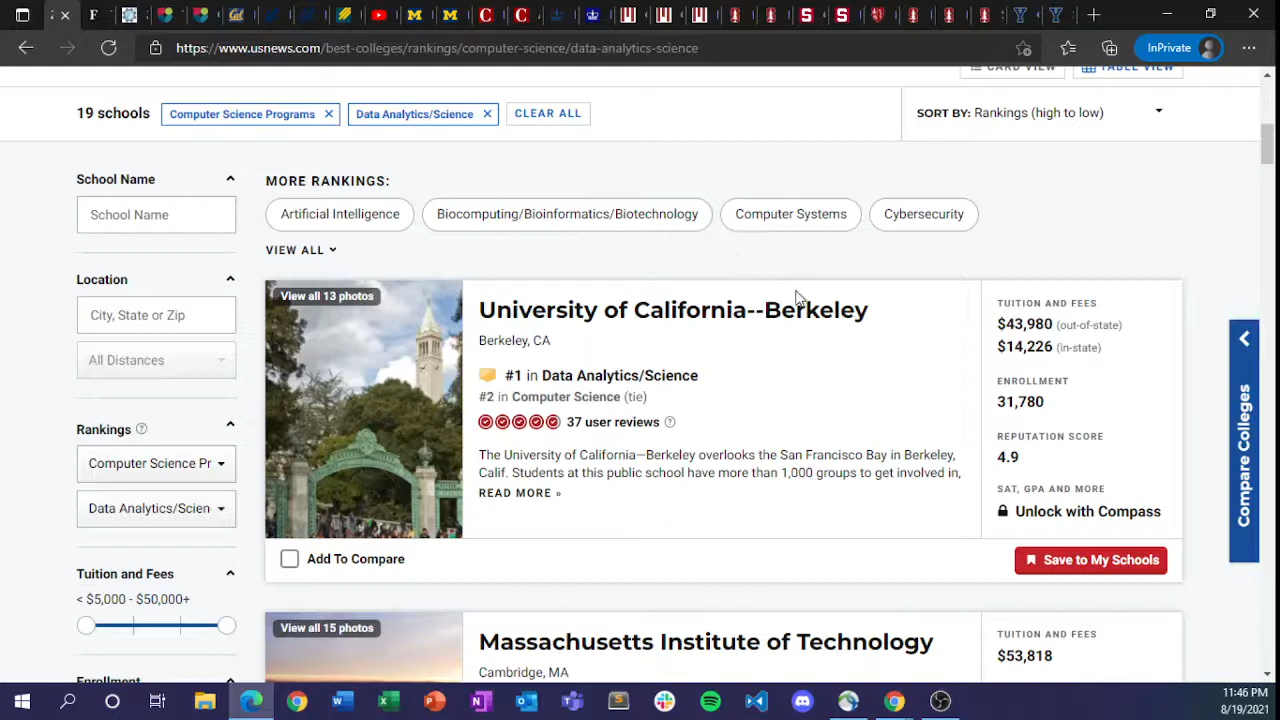 https://www.usnews.com/best-colleges/rankings/computer-science/data-analytics-science
InPrivate
CARD VIEW
TABLE VIEW
19 schools
Computer Science Programs
Data Analytics/Science
CLEAR ALL
SORT BY: Rankings (high to low)
School Name
School Name
Location
City, State or Zip
All Distances
Rankings
Computer Science Pr
Data Analytics/Scien
Tuition and Fees
< $5,000 - $50,000+
Enrollment
MORE RANKINGS:
Artificial Intelligence
Biocomputing/Bioinformatics/Biotechnology
Computer Systems
Cybersecurity
VIEW ALL
View all 13 photos
University of California--Berkeley
Berkeley, CA
#1 in Data Analytics/Science
#2 in Computer Science (tie)
37 user reviews
The University of California—Berkeley overlooks the San Francisco Bay in Berkeley,
Calif. Students at this public school have more than 1,000 groups to get involved in,
READ MORE »
TUITION AND FEES
$43,980 (out-of-state)
$14,226 (in-state)
ENROLLMENT
31,780
REPUTATION SCORE
4.9
SAT, GPA AND MORE
Unlock with Compass
Add To Compare
Save to My Schools
Compare Colleges
View all 15 photos
Massachusetts Institute of Technology
Cambridge, MA
TUITION AND FEES
$53,818
11:46 PM
8/19/2021